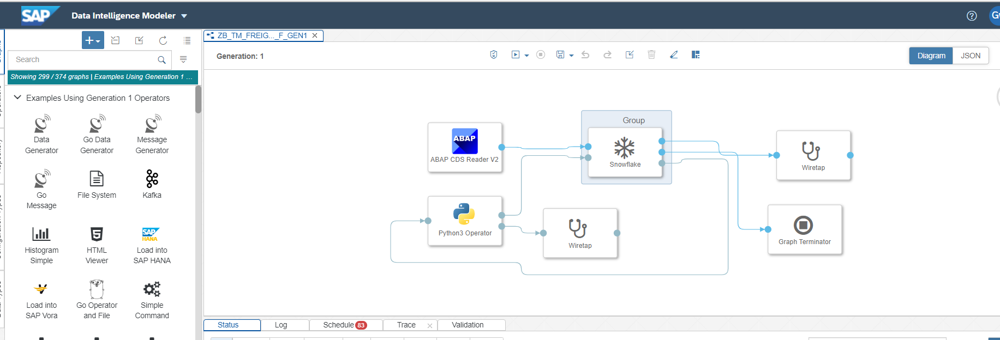 SAP Data Intelligence Modeler
Search
Showing 299 / 374 graphs | Examples Using Generation 1 ...
Examples Using Generation 1 Operators
Data Generator
Go Data Generator
Message Generator
Go Message
File System
Kafka
Histogram Simple
HTML Viewer
SAP HANA
Load into SAP HANA
Load into SAP Vora
Go Operator and File
Simple Command
ZB_TM_FREIG..._F_GEN1
Generation: 1
Diagram
JSON
ABAP
ABAP CDS Reader V2
Group
Snowflake
Wiretap
Python3 Operator
Wiretap
Graph Terminator
Status
Log
Schedule 83
Trace
Validation